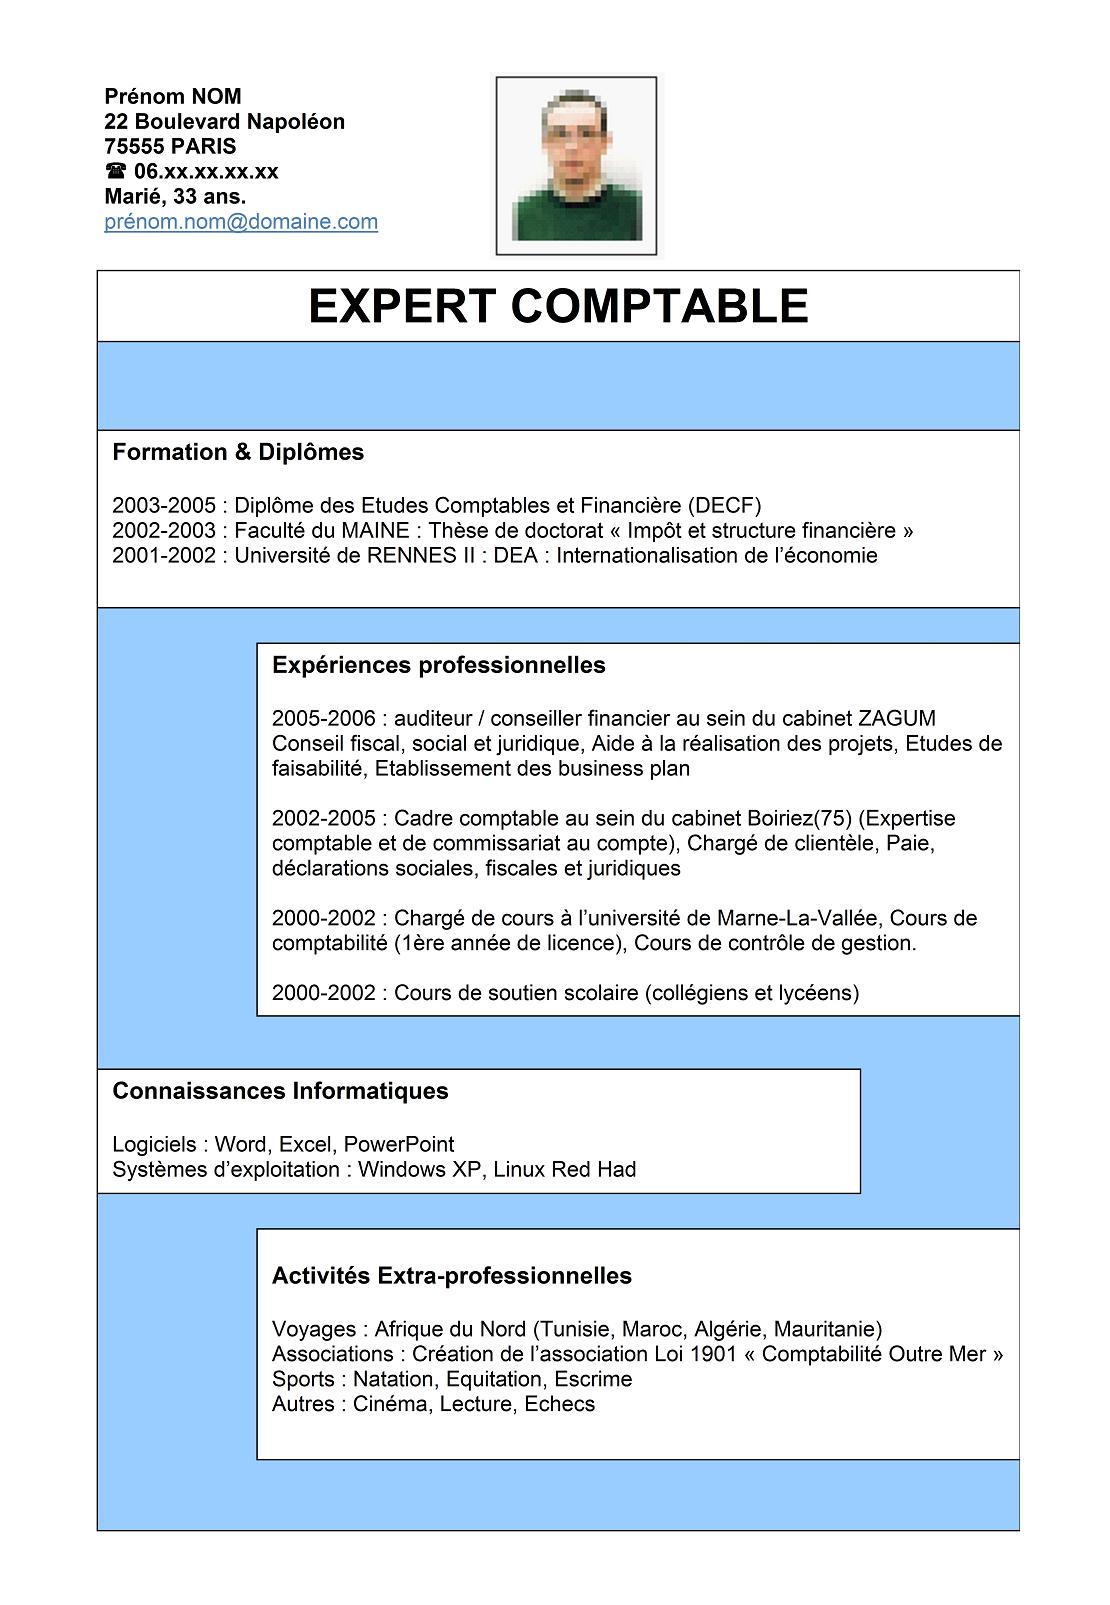 Prénom NOM
22 Boulevard Napoléon
75555 PARIS
☎ 06.xx.xx.xx.xx
Marié, 33 ans.
prénom.nom@domaine.com
EXPERT COMPTABLE
Formation & Diplômes
2003-2005 : Diplôme des Etudes Comptables et Financière (DECF)
2002-2003 : Faculté du MAINE : Thèse de doctorat « Impôt et structure financière »
2001-2002 : Université de RENNES II : DEA : Internationalisation de l’économie
Expériences professionnelles
2005-2006 : auditeur / conseiller financier au sein du cabinet ZAGUM
Conseil fiscal, social et juridique, Aide à la réalisation des projets, Etudes de
faisabilité, Etablissement des business plan
2002-2005 : Cadre comptable au sein du cabinet Boiriez(75) (Expertise
comptable et de commissariat au compte), Chargé de clientèle, Paie,
déclarations sociales, fiscales et juridiques
2000-2002 : Chargé de cours à l’université de Marne-La-Vallée, Cours de
comptabilité (1ère année de licence), Cours de contrôle de gestion.
2000-2002 : Cours de soutien scolaire (collégiens et lycéens)
Connaissances Informatiques
Logiciels : Word, Excel, PowerPoint
Systèmes d’exploitation : Windows XP, Linux Red Had
Activités Extra-professionnelles
Voyages : Afrique du Nord (Tunisie, Maroc, Algérie, Mauritanie)
Associations : Création de l’association Loi 1901 « Comptabilité Outre Mer »
Sports : Natation, Equitation, Escrime
Autres : Cinéma, Lecture, Echecs